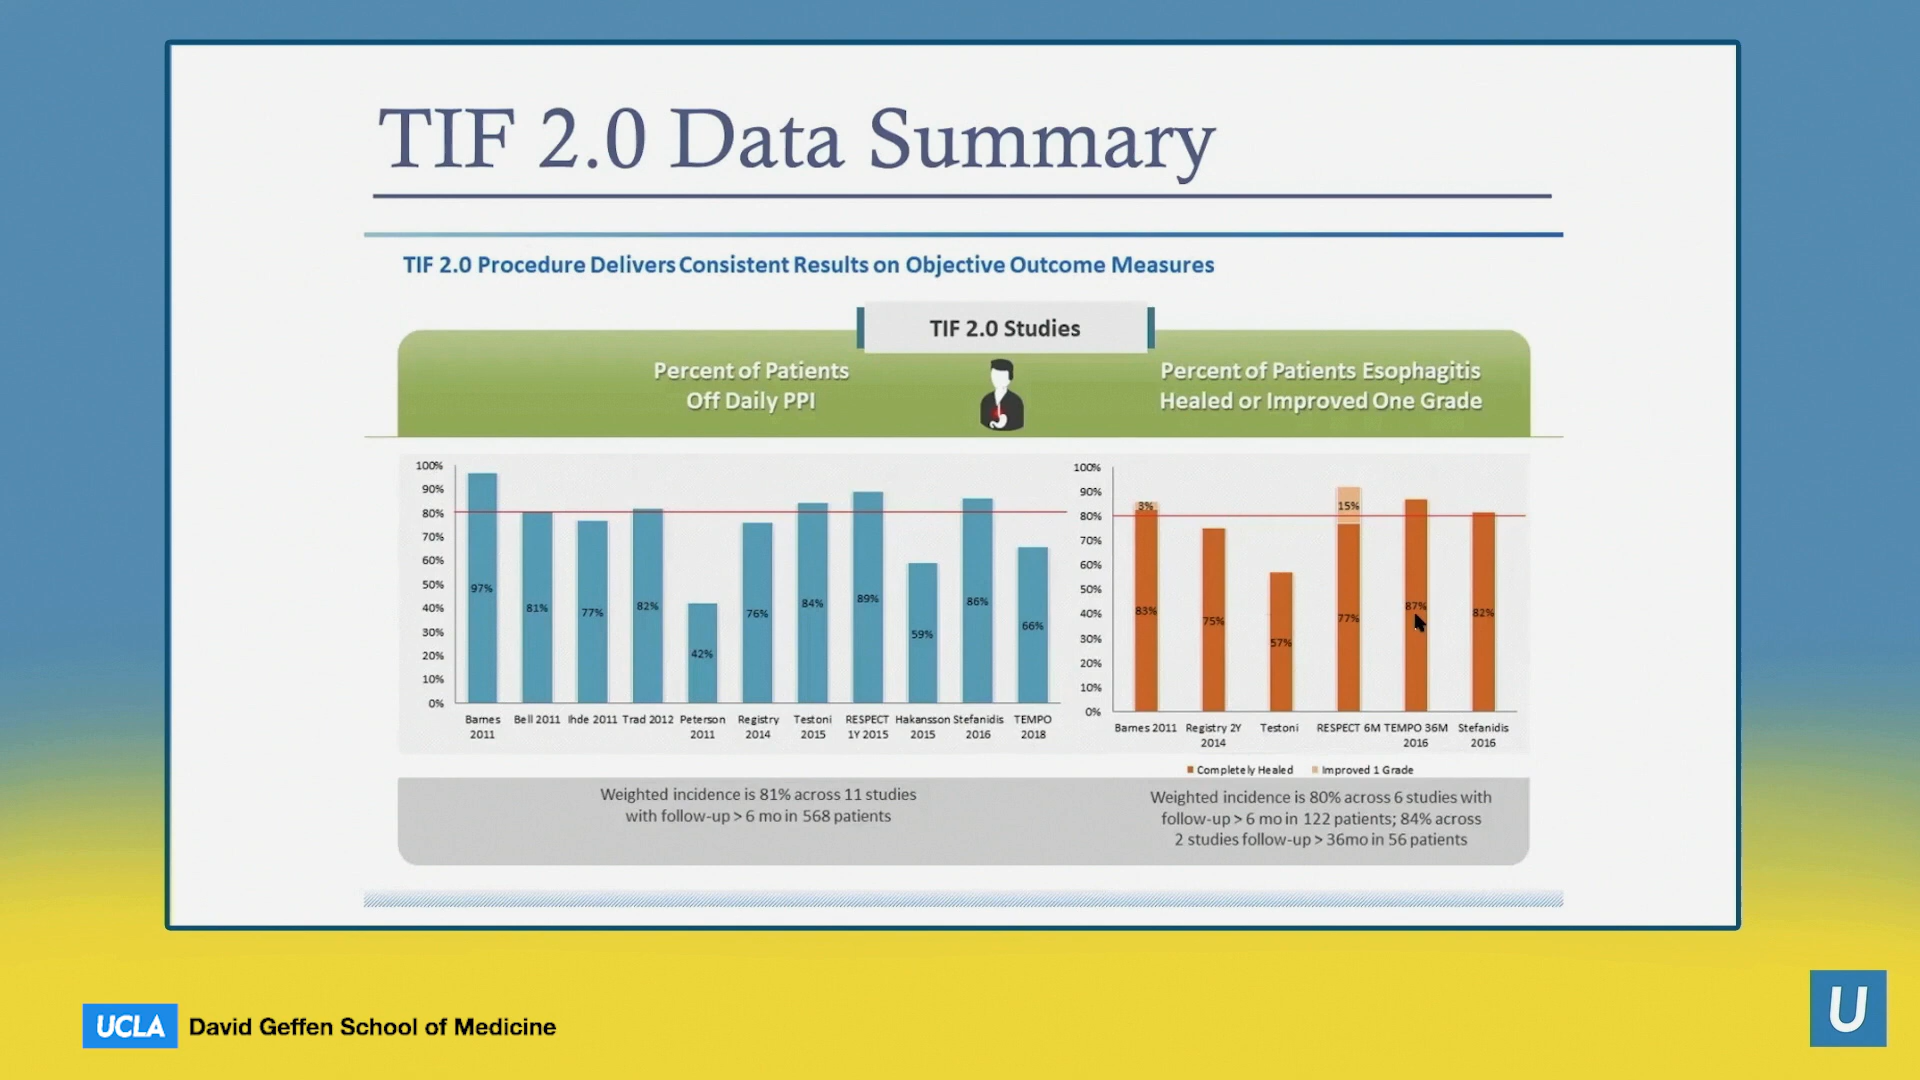 TIF 2.0 Data Summary
TIF 2.0 Procedure Delivers Consistent Results on Objective Outcome Measures
TIF 2.0 Studies
Percent of Patients
Off Daily PPI
Percent of Patients Esophagitis
Healed or Improved One Grade
100%
90%
80%
70%
60%
50%
40%
30%
20%
10%
0%
97%
81%
77%
82%
42%
76%
84%
89%
59%
86%
66%
Barnes 2011
Bell 2011
Ihde 2011
Trad 2012
Peterson 2011
Registry 2014
Testoni 2015
RESPECT 1Y 2015
Hakansson 2015
Stefanidis 2016
TEMPO 2018
100%
90%
80%
70%
60%
50%
40%
30%
20%
10%
0%
3%
83%
75%
57%
15%
77%
87%
82%
Barnes 2011
Registry 2Y 2014
Testoni
RESPECT 6M
TEMPO 36M 2016
Stefanidis 2016
Completely Healed
Improved 1 Grade
Weighted incidence is 81% across 11 studies
with follow-up > 6 mo in 568 patients
Weighted incidence is 80% across 6 studies with
follow-up > 6 mo in 122 patients; 84% across
2 studies follow-up > 36mo in 56 patients
UCLA David Geffen School of Medicine
U